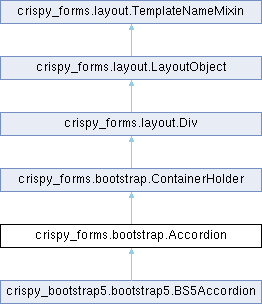 crispy_forms.layout.TemplateNameMixin
crispy_forms.layout.LayoutObject
crispy_forms.layout.Div
crispy_forms.bootstrap.ContainerHolder
crispy_forms.bootstrap.Accordion
crispy_bootstrap5.bootstrap5.BS5Accordion